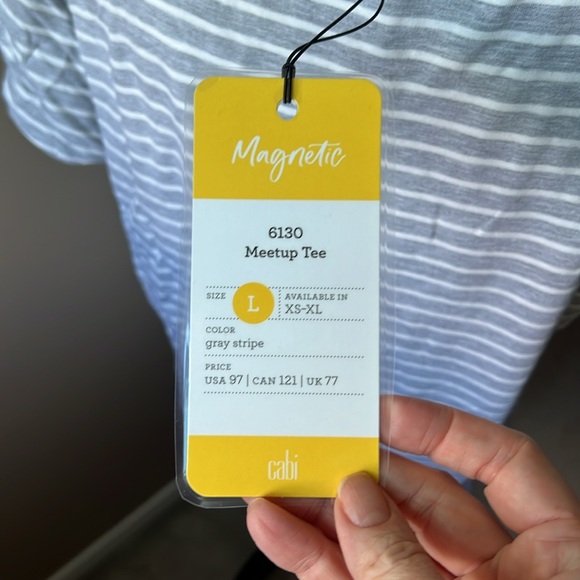 Magnetic
6130
Meetup Tee
SIZE L AVAILABLE IN
XS-XL
COLOR
gray stripe
PRICE
USA 97 | CAN 121 | UK 77
cabi